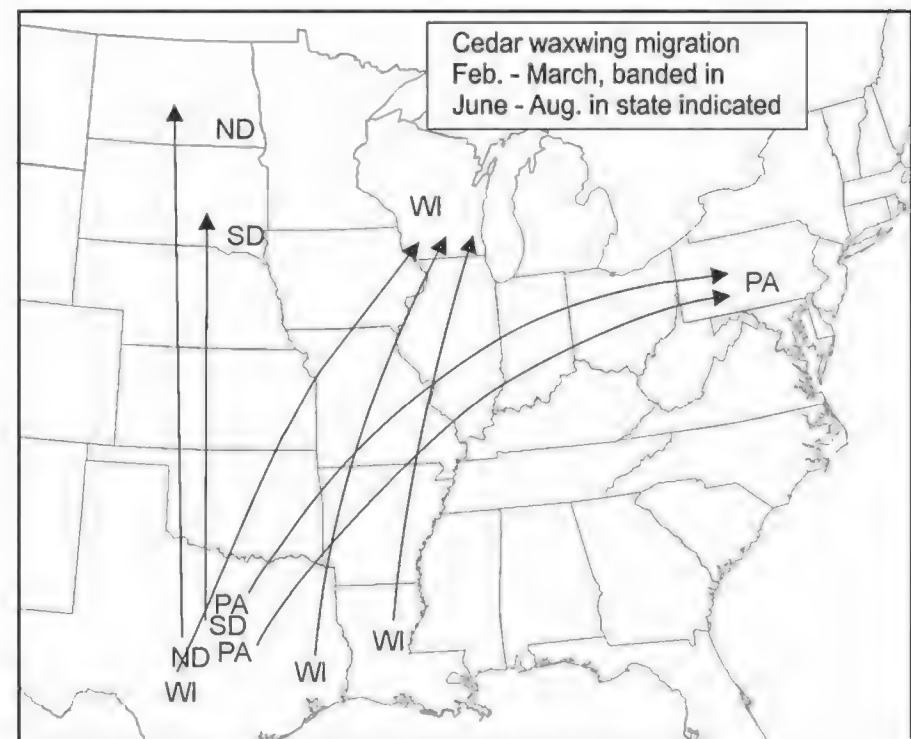 Cedar waxwing migration
Feb. - March, banded in
June - Aug. in state indicated
ND
WI
SD
PA
PA
SD
ND
PA
WI
WI
WI